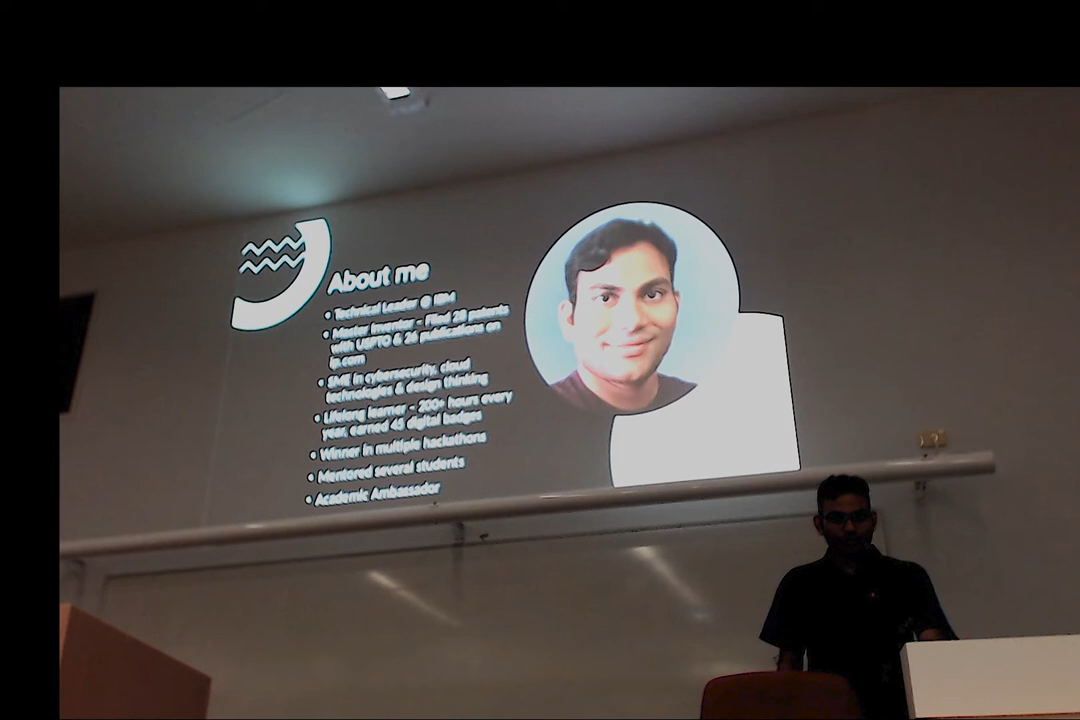 About me
• Technical Leader @ IBM
• Master Inventor - Filed 28 patents
with USPTO & 26 publications on
ip.com
• SME in cybersecurity, cloud
technologies & design thinking
• Lifelong learner - 200+ hours every
year, earned 45 digital badges
• Winner in multiple hackathons
• Mentored several students
• Academic Ambassador